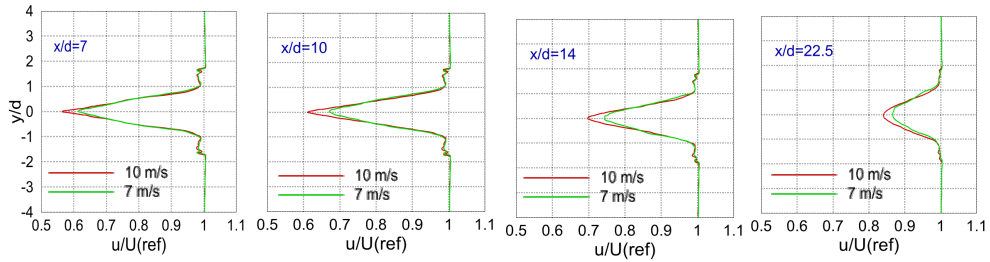 4
3
2
1
0
-1
-2
-3
-4
y/d
x/d=7
10 m/s
7 m/s
0.5 0.6 0.7 0.8 0.9 1 1.1
u/U(ref)
x/d=10
10 m/s
7 m/s
0.5 0.6 0.7 0.8 0.9 1 1.1
u/U(ref)
x/d=14
10 m/s
7 m/s
0.5 0.6 0.7 0.8 0.9 1 1.1
u/U(ref)
x/d=22.5
10 m/s
7 m/s
0.5 0.6 0.7 0.8 0.9 1 1.1
u/U(ref)